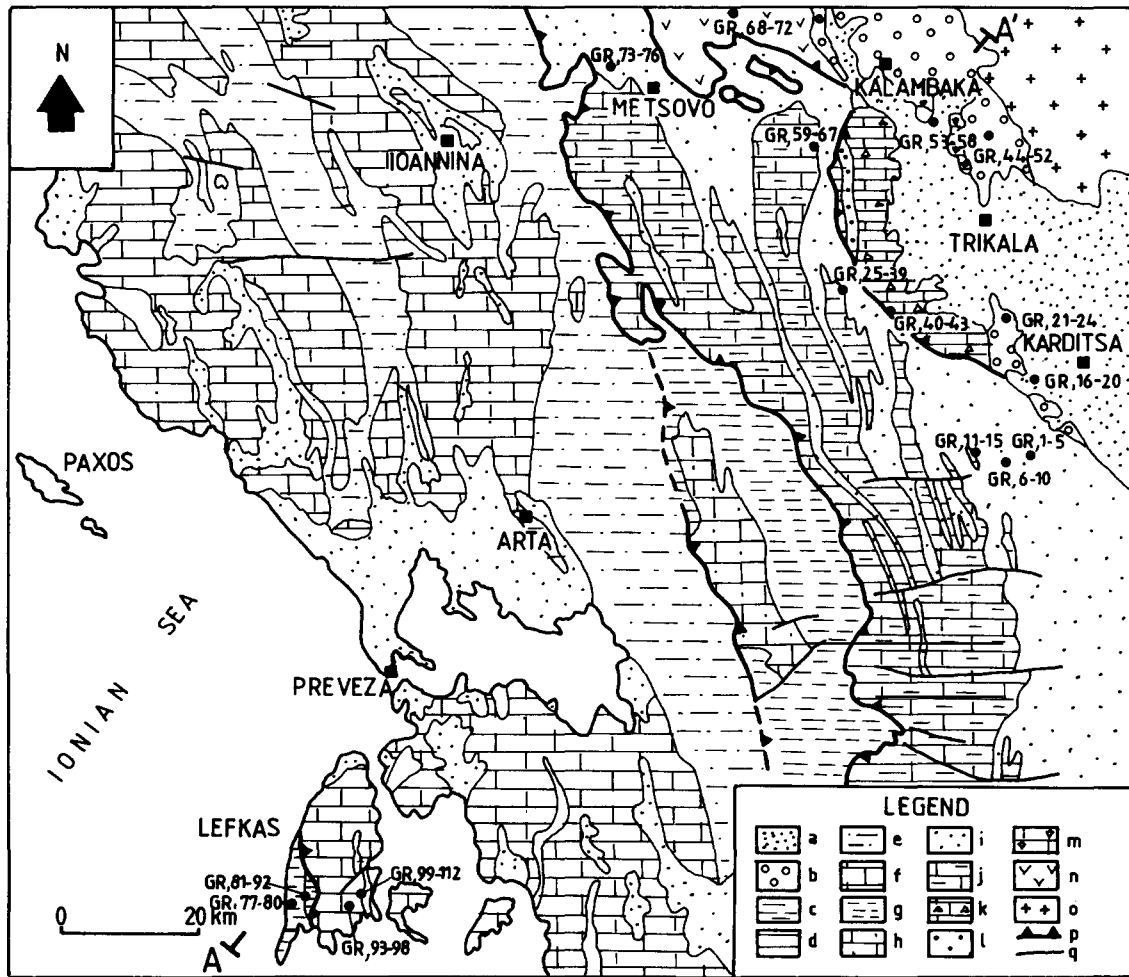 N
A'
GR, 68-72
GR, 73-76
KALAMBAKA
METSOVO
GR, 59-67
GR, 53-58
IIOANNINA
GR, 44-52
TRIKALA
GR, 25-39
GR, 40-43
GR, 21-24
KARDITSA
GR, 16-20
GR, 11-15
GR, 1-5
GR, 6-10
PAXOS
ARTA
IONIAN SEA
PREVEZA
LEFKAS
GR, 81-92
GR, 77-80
GR, 99-112
GR, 93-98
0 20
km
A
LEGEND
a e i m
b f j n
c g k o
d h l p
q